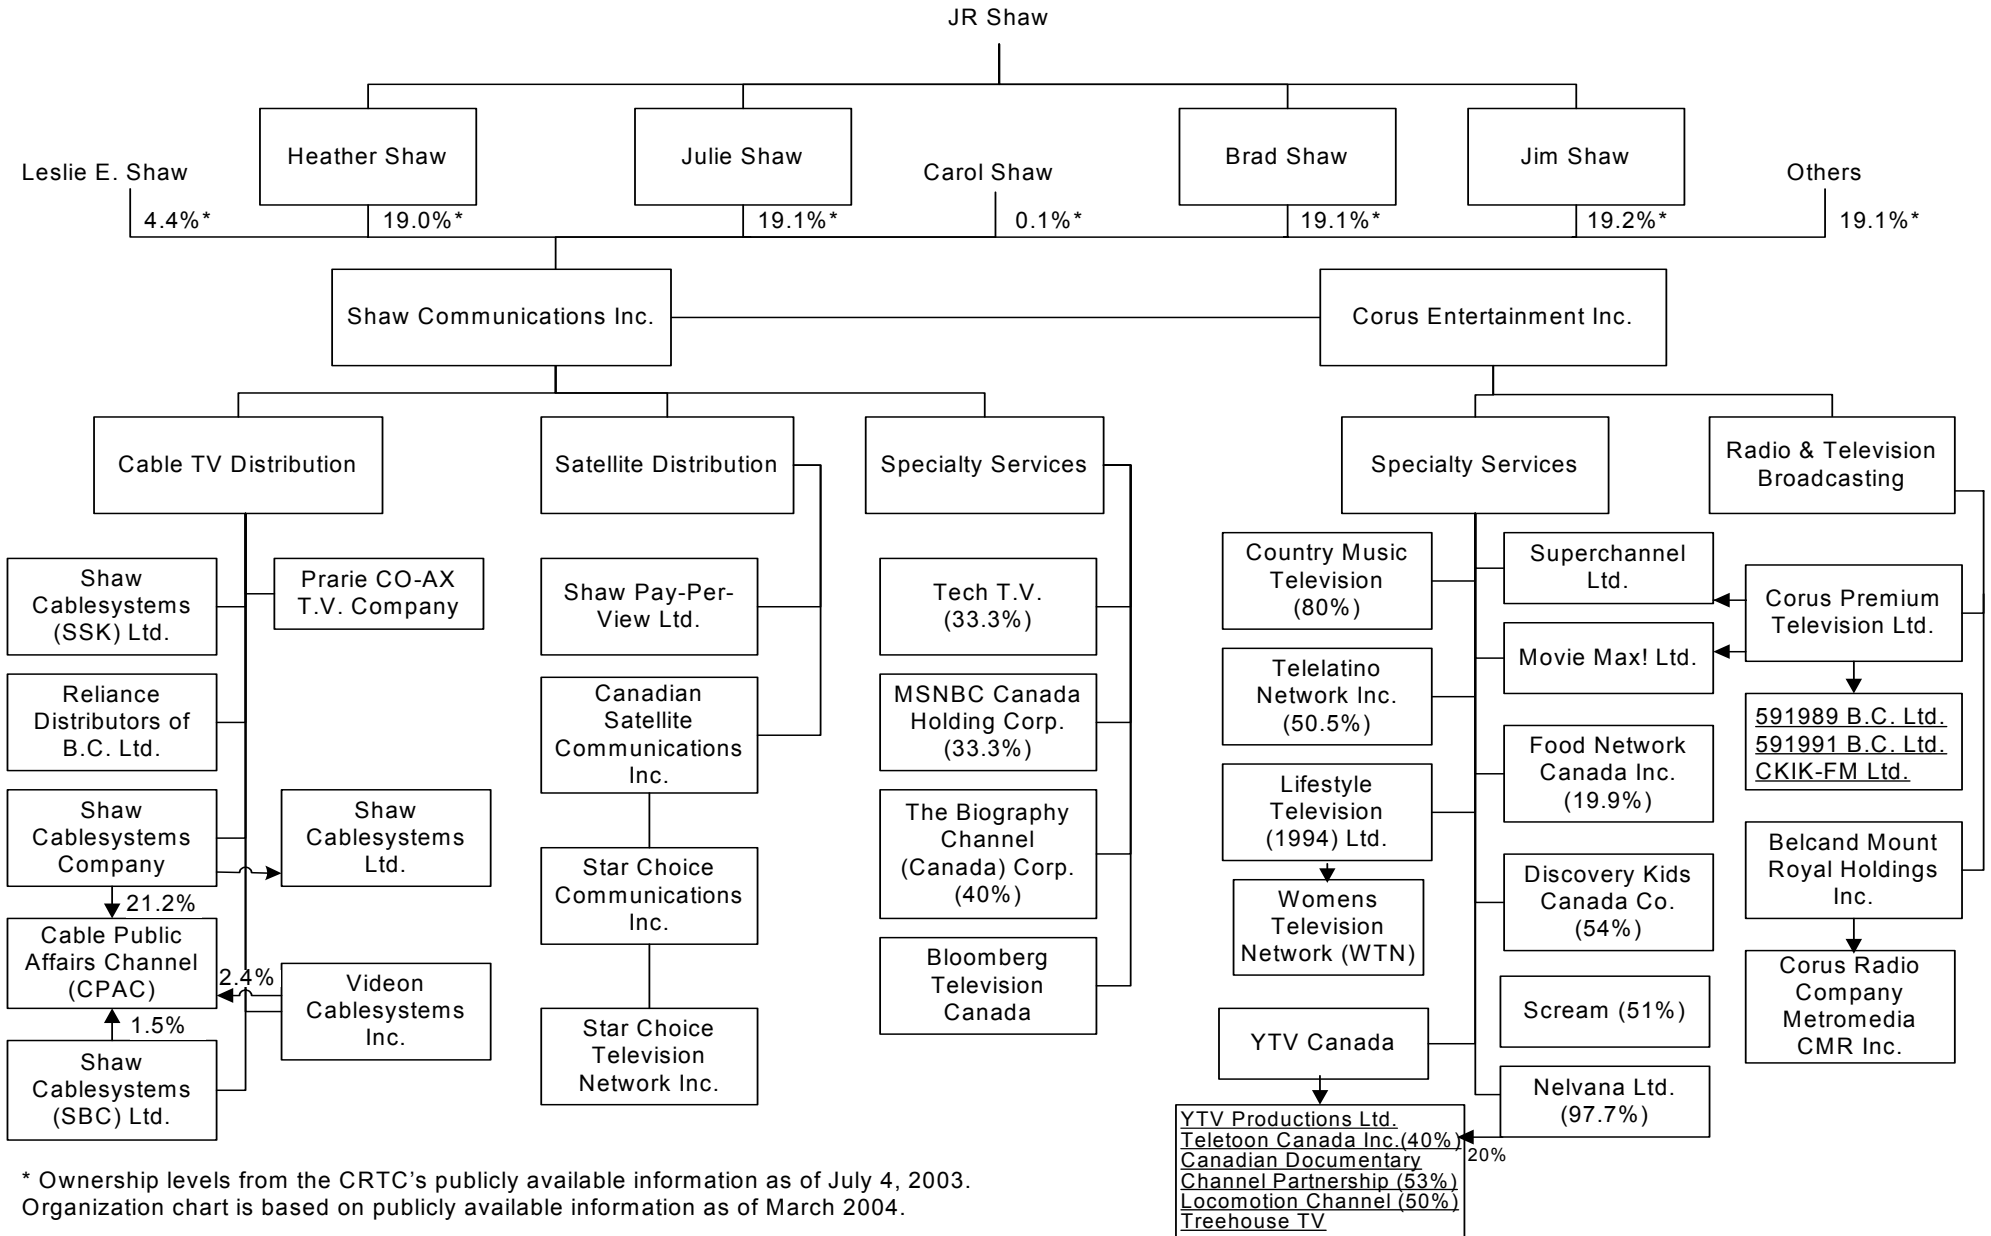 JR Shaw
Heather Shaw
Julie Shaw
Brad Shaw
Jim Shaw
Leslie E. Shaw
Carol Shaw
Others
4.4%*
19.0%*
19.1%*
0.1%*
19.1%*
19.2%*
19.1%*
Shaw Communications Inc.
Corus Entertainment Inc.
Cable TV Distribution
Satellite Distribution
Specialty Services
Specialty Services
Radio & Television
Broadcasting
Shaw
Cablesystems
(SSK) Ltd.
Prarie CO-AX
T.V. Company
Reliance
Distributors of
B.C. Ltd.
Shaw
Cablesystems
Company
Shaw
Cablesystems
Ltd.
21.2%
Cable Public
Affairs Channel
(CPAC)
2.4%
Videon
Cablesystems
Inc.
1.5%
Shaw
Cablesystems
(SBC) Ltd.
Shaw Pay-Per-
View Ltd.
Canadian
Satellite
Communications
Inc.
Star Choice
Communications
Inc.
Star Choice
Television
Network Inc.
Tech T.V.
(33.3%)
MSNBC Canada
Holding Corp.
(33.3%)
The Biography
Channel
(Canada) Corp.
(40%)
Bloomberg
Television
Canada
Country Music
Television
(80%)
Telelatino
Network Inc.
(50.5%)
Lifestyle
Television
(1994) Ltd.
Womens
Television
Network (WTN)
YTV Canada
YTV Productions Ltd.
Teletoon Canada Inc.(40%)
Canadian Documentary
Channel Partnership (53%)
Locomotion Channel (50%)
Treehouse TV
Superchannel
Ltd.
Movie Max! Ltd.
Food Network
Canada Inc.
(19.9%)
Discovery Kids
Canada Co.
(54%)
Scream (51%)
Nelvana Ltd.
(97.7%)
20%
Corus Premium
Television Ltd.
591989 B.C. Ltd.
591991 B.C. Ltd.
CKIK-FM Ltd.
Belcand Mount
Royal Holdings
Inc.
Corus Radio
Company
Metromedia
CMR Inc.
* Ownership levels from the CRTC's publicly available information as of July 4, 2003.
Organization chart is based on publicly available information as of March 2004.